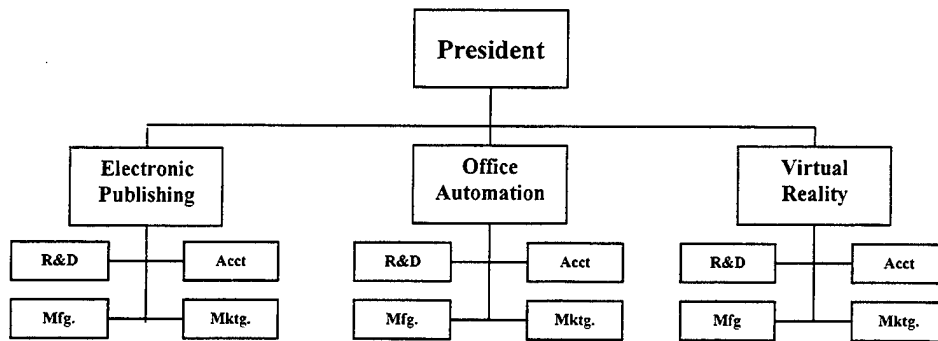 President
Electronic
Publishing
Office
Automation
Virtual
Reality
R&D
Acct
R&D
Acct
R&D
Acct
Mfg.
Mktg.
Mfg.
Mktg.
Mfg
Mktg.